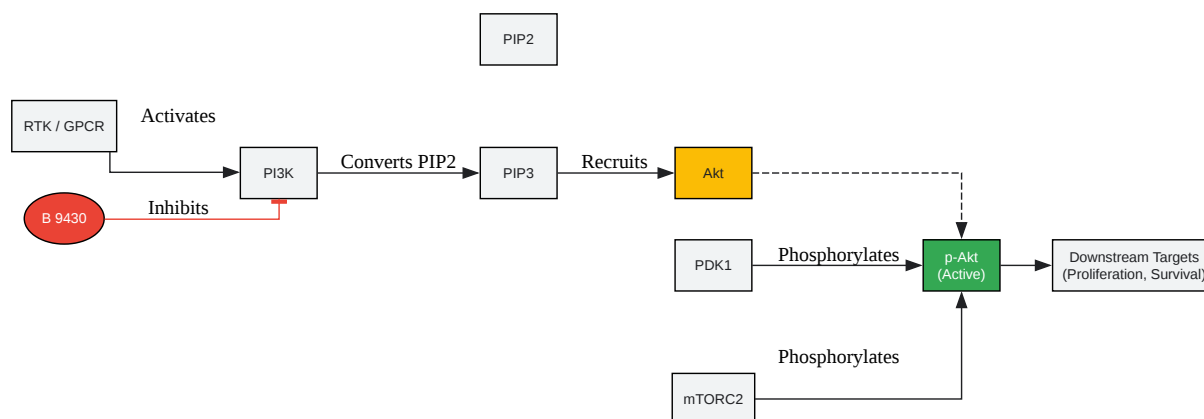 PIP2
Activates
RTK / GPCR
PI3K
Converts PIP2
PIP3
Recruits
Akt
B 9430
Inhibits
PDK1
Phosphorylates
p-Akt
(Active)
Downstream Targets
(Proliferation, Survival)
Phosphorylates
mTORC2